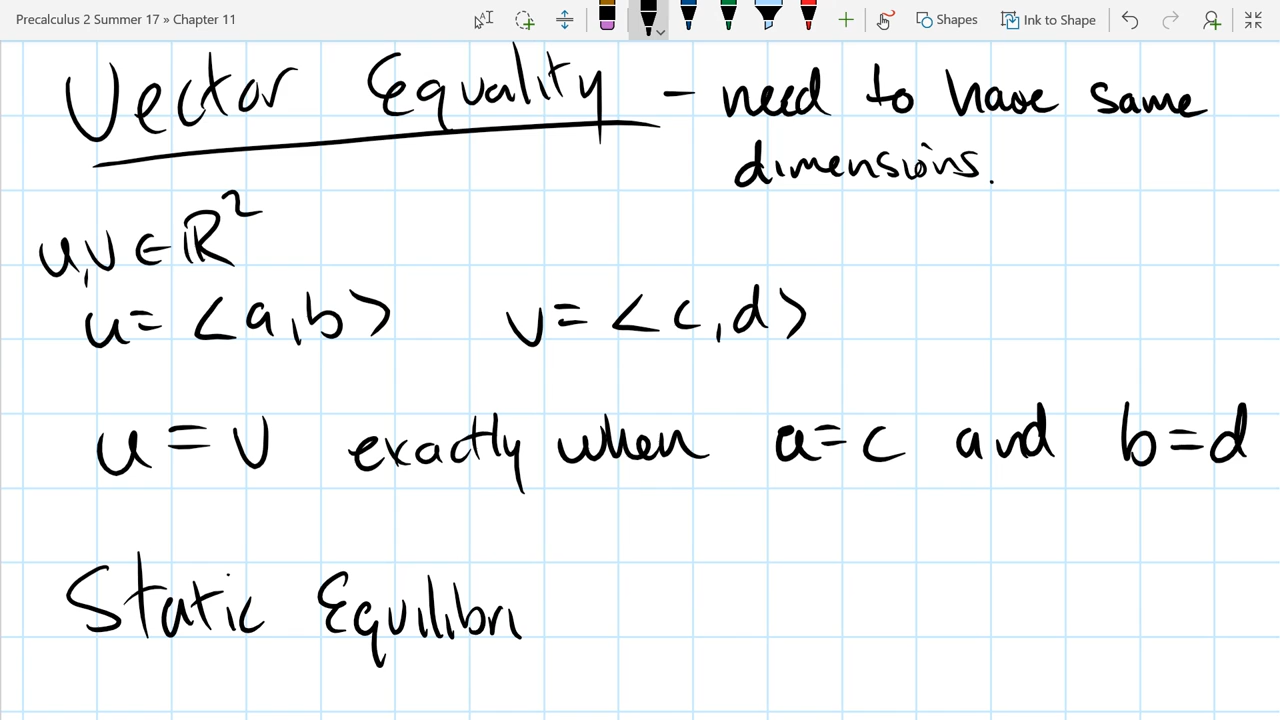 Precalculus 2 Summer 17 » Chapter 11
Shapes
Ink to Shape
Vector Equality - need to have same
dimensions.
u,v ∈ ℝ²
u = <a,b> v = <c,d>
u = v exactly when a=c and b=d
Static Equilibri